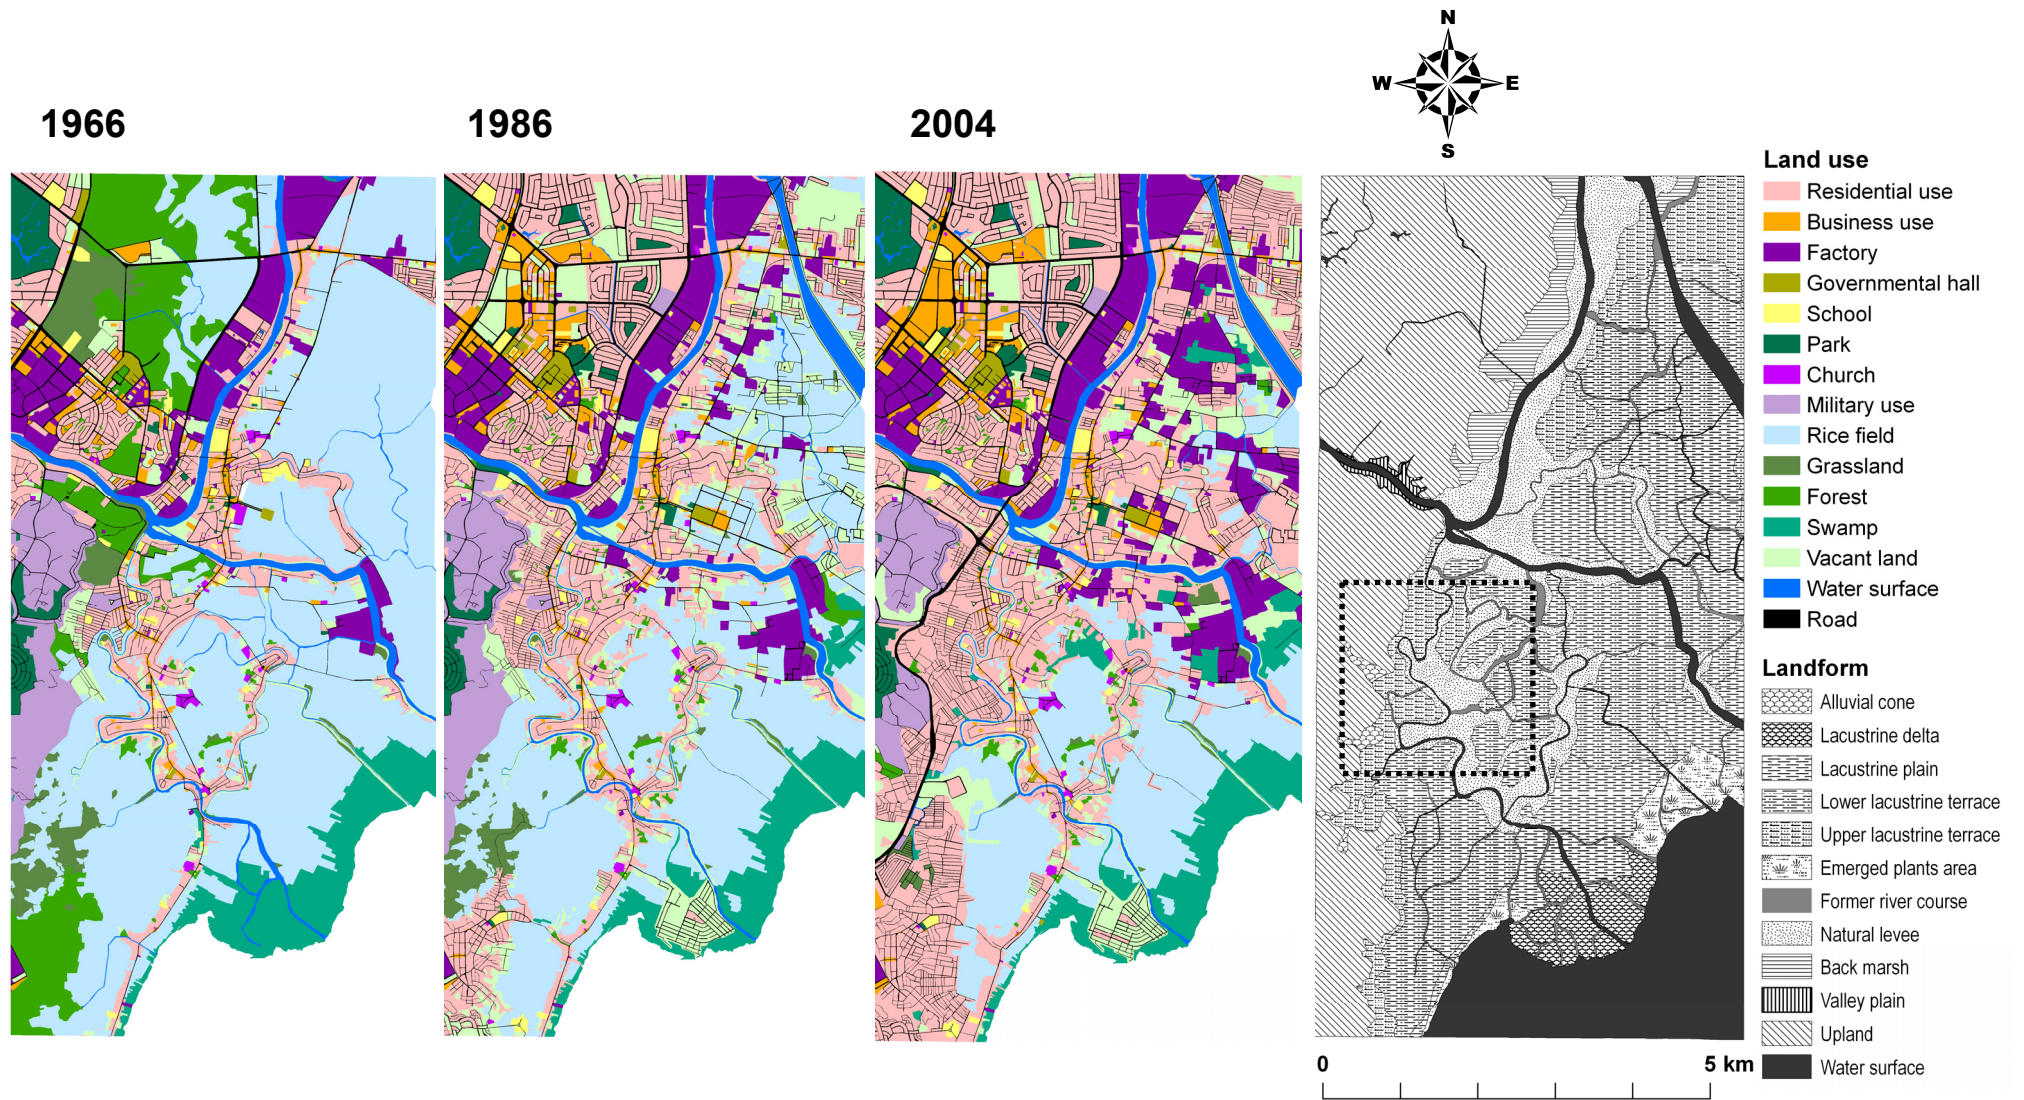 N
W E
S
1966
1986
2004
Land use
Residential use
Business use
Factory
Governmental hall
School
Park
Church
Military use
Rice field
Grassland
Forest
Swamp
Vacant land
Water surface
Road
Landform
Alluvial cone
Lacustrine delta
Lacustrine plain
Lower lacustrine terrace
Upper lacustrine terrace
Emerged plants area
Former river course
Natural levee
Back marsh
Valley plain
Upland
Water surface
0 5 km